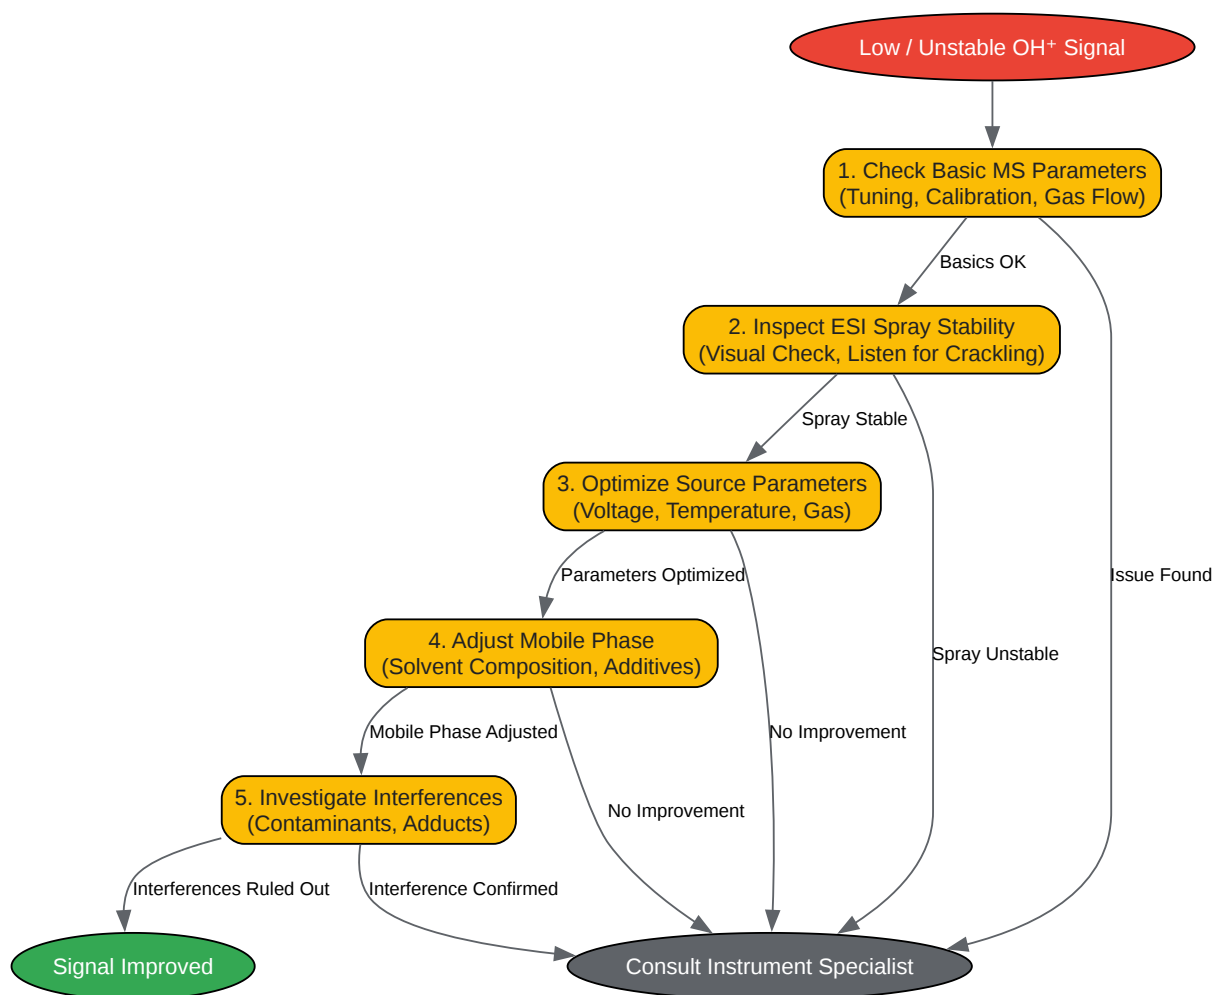 Low / Unstable OH⁺ Signal
1. Check Basic MS Parameters
(Tuning, Calibration, Gas Flow)
Basics OK
2. Inspect ESI Spray Stability
(Visual Check, Listen for Crackling)
Spray Stable
3. Optimize Source Parameters
(Voltage, Temperature, Gas)
Parameters Optimized
Issue Found
4. Adjust Mobile Phase
(Solvent Composition, Additives)
Spray Unstable
Mobile Phase Adjusted
No Improvement
5. Investigate Interferences
(Contaminants, Adducts)
No Improvement
Interferences Ruled Out
Interference Confirmed
Signal Improved
Consult Instrument Specialist